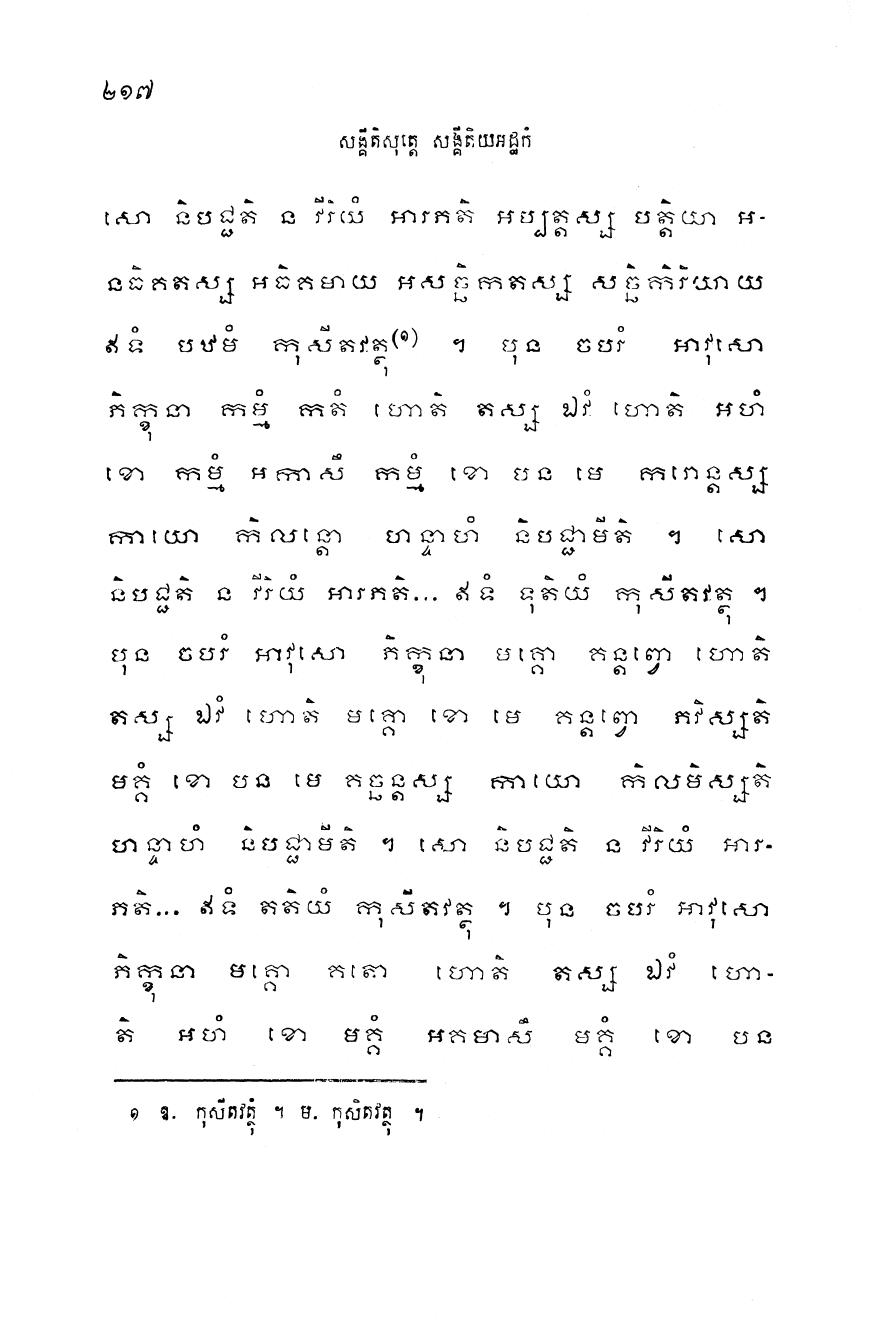 ២១៧
សង្គីតិសុត្តេ សង្គីតិយអដ្ឋកំ
សោ និបជ្ជតិ ន វីរិយំ អារភតិ អប្បត្តស្ស បត្តិយា អ-
នធិគតស្ស អធិគមាយ អសច្ឆិកតស្ស សច្ឆិកិរិយាយ
ឥទំ បឋមំ កុសីតវត្ថុ(១) ។ បុន ចបរំ អាវុសោ
ភិក្ខុនា កម្មំ កតំ ហោតិ តស្ស ឯវំ ហោតិ អហំ
ខោ កម្មំ អកាសឹ កម្មំ ខោ បន មេ ករោន្តស្ស
កាយោ កិលន្តោ ហន្ទាហំ និបជ្ជាមីតិ ។ សោ
និបជ្ជតិ ន វីរិយំ អារភតិ... ឥទំ ទុតិយំ កុសីតវត្ថុ ។
បុន ចបរំ អាវុសោ ភិក្ខុនា មគ្គោ គន្តព្វោ ហោតិ
តស្ស ឯវំ ហោតិ មគ្គោ ខោ មេ គន្តព្វោ ភវិស្សតិ
មគ្គំ ខោ បន មេ គច្ឆន្តស្ស កាយោ កិលមិស្សតិ
ហន្ទាហំ និបជ្ជាមីតិ ។ សោ និបជ្ជតិ ន វីរិយំ អារ-
ភតិ... ឥទំ តតិយំ កុសីតវត្ថុ ។ បុន ចបរំ អាវុសោ
ភិក្ខុនា មគ្គោ គតោ ហោតិ តស្ស ឯវំ ហោ-
តិ អហំ ខោ មគ្គំ អគមាសឹ មគ្គំ ខោ បន
១ ឧ. កុសីតវត្ថុំ ។ ម. កុសិតវត្ថុ ។